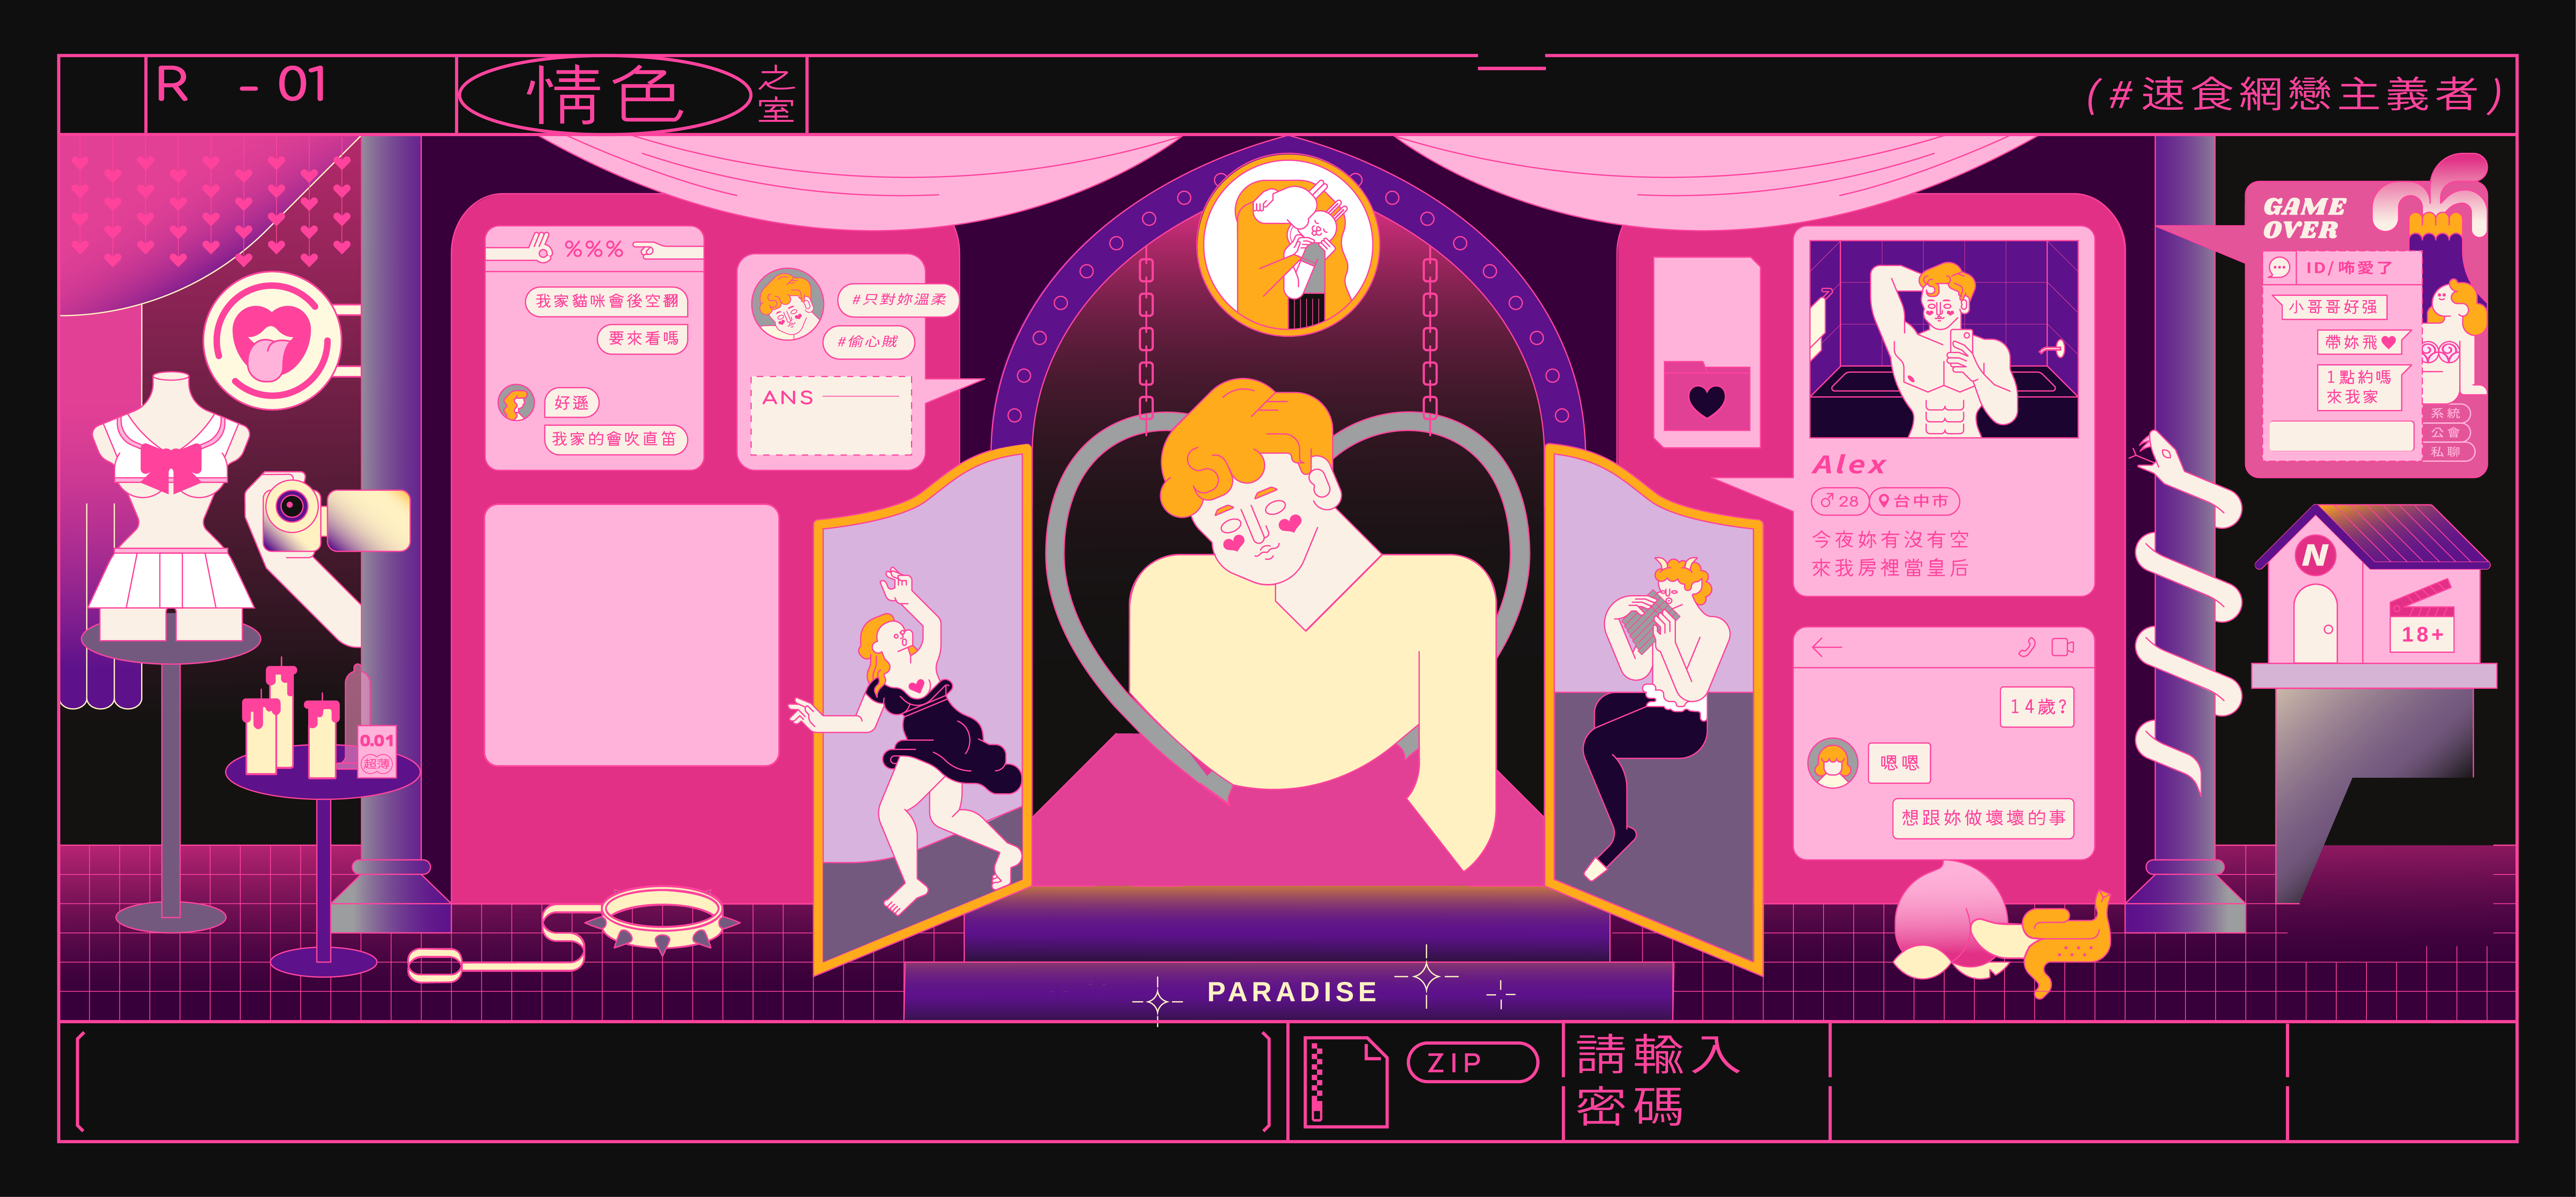 R - 01
情色
之室
(#速食網戀主義者)
%%%
我家貓咪會後空翻
要來看嗎
好遜
我家的會吹直笛
#只對妳溫柔
#偷心賊
ANS
Alex
♂28
台中市
今夜妳有沒有空
來我房裡當皇后
14歲?
嗯嗯
想跟妳做壞壞的事
GAME
OVER
ID/咘愛了
小哥哥好强
帶妳飛♥
1點約嗎
來我家
系統
公會
私聊
N
18+
0.01
超薄
PARADISE
ZIP
請輸入
密碼